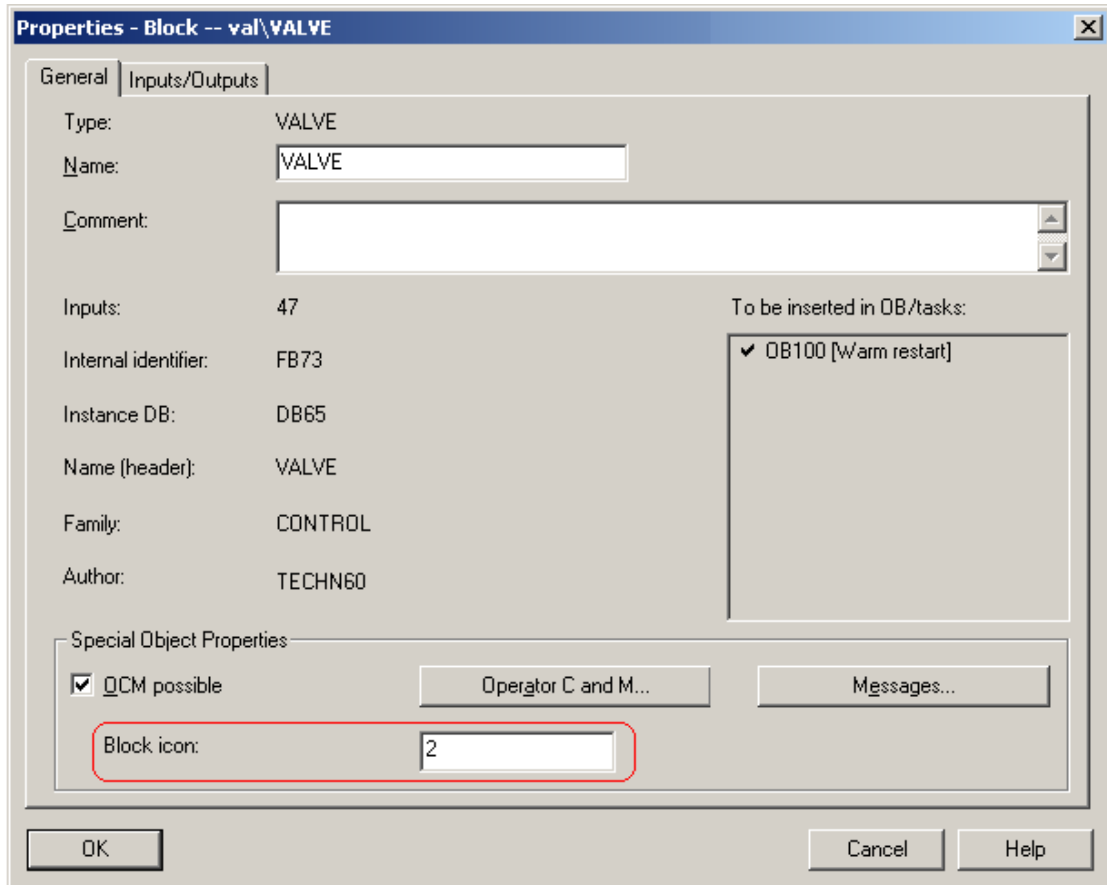 Properties - Block -- val\VALVE
General
Inputs/Outputs
Type: VALVE
Name: VALVE
Comment:
Inputs: 47
To be inserted in OB/tasks:
Internal identifier: FB73
✔ OB100 [Warm restart]
Instance DB: DB65
Name (header): VALVE
Family: CONTROL
Author: TECHN60
Special Object Properties
OCM possible
Operator C and M...
Messages...
Block icon: 2
OK
Cancel
Help